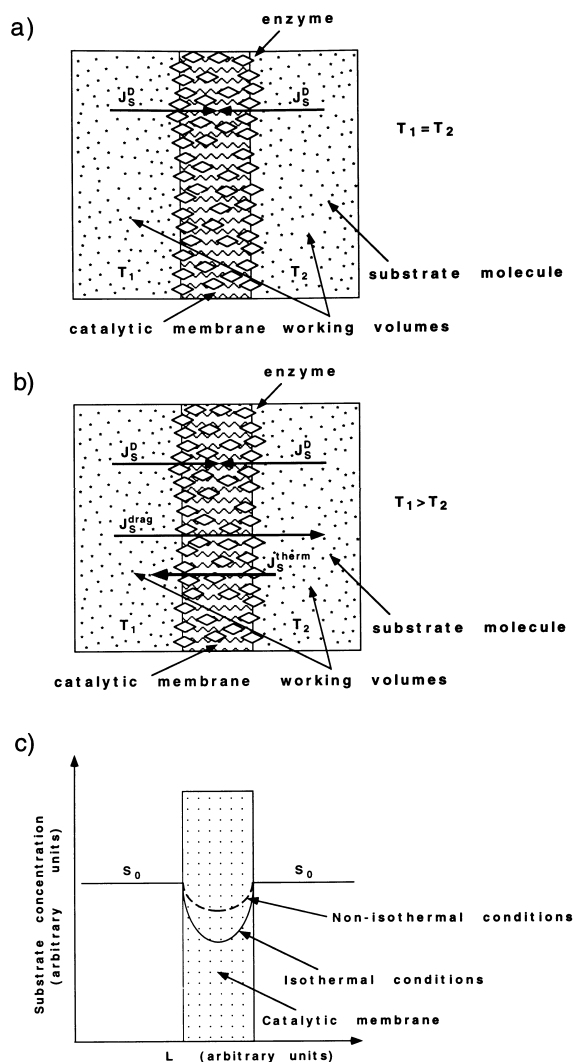 a)
enzyme
J_S^D J_S^D
T_1=T_2
T_1 T_2
substrate molecule
catalytic membrane working volumes
b)
enzyme
J_S^D J_S^D
T_1>T_2
J_S^drag
J_S^therm
T_1 T_2
substrate molecule
catalytic membrane working volumes
c)
Substrate concentration
(arbitrary units)
S_0 S_0
Non-isothermal conditions
Isothermal conditions
Catalytic membrane
L (arbitrary units)